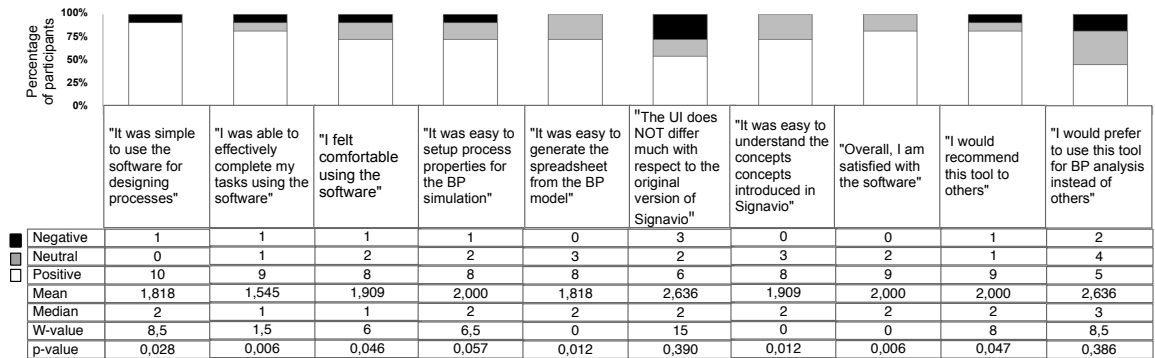 Percentage
of participants
100%
75%
50%
25%
0%
"It was simple
to use the
software for
designing
processes"
"I was able to
effectively
complete my
tasks using the
software"
"I felt
comfortable
using the
software"
"It was easy to
setup process
properties for
the BP
simulation"
"It was easy to
generate the
spreadsheet
from the BP
model"
"The UI does
NOT differ
much with
respect to the
original
version of
Signavio"
"It was easy to
understand the
concepts
concepts
introduced in
Signavio"
"Overall, I am
satisfied with
the software"
"I would
recommend
this tool to
others"
"I would prefer
to use this tool
for BP analysis
instead of
others"
Negative 1 1 1 1 0 3 0 0 1 2
Neutral 0 1 2 2 3 2 3 2 1 4
Positive 10 9 8 8 8 6 8 9 9 5
Mean 1,818 1,545 1,909 2,000 1,818 2,636 1,909 2,000 2,000 2,636
Median 2 1 1 2 2 2 2 2 2 3
W-value 8,5 1,5 6 6,5 0 15 0 0 8 8,5
p-value 0,028 0,006 0,046 0,057 0,012 0,390 0,012 0,006 0,047 0,386